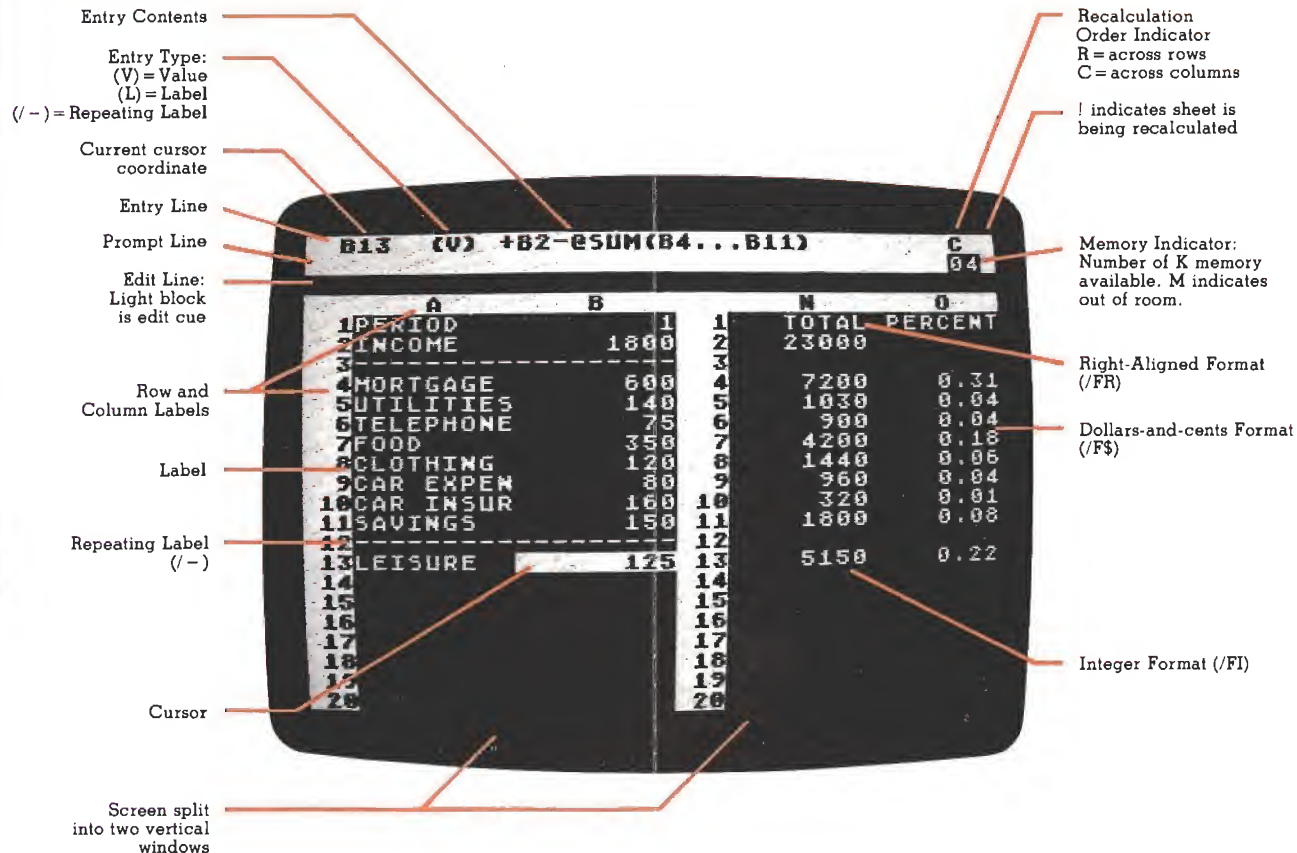 Entry Contents
Entry Type:
(V) = Value
(L) = Label
(/ –) = Repeating Label
Current cursor
coordinate
Entry Line
Prompt Line
Edit Line:
Light block
is edit cue
Row and
Column Labels
Label
Repeating Label
(/–)
Cursor
Screen split
into two vertical
windows
B13 (V) +B2-@SUM(B4...B11) C
04
A B N O
1 PERIOD 1 1 TOTAL PERCENT
2 INCOME 1800 2 23000
3 -------------------- 3
4 MORTGAGE 600 4 7200 0.31
5 UTILITIES 140 5 1030 0.04
6 TELEPHONE 75 6 900 0.04
7 FOOD 350 7 4200 0.18
8 CLOTHING 120 8 1440 0.06
9 CAR EXPEN 80 9 960 0.04
10 CAR INSUR 160 10 320 0.01
11 SAVINGS 150 11 1800 0.08
12 -------------------- 12
13 LEISURE 125 13 5150 0.22
14 14
15 15
16 16
17 17
18 18
19 19
20 20
Recalculation
Order Indicator
R = across rows
C = across columns
! indicates sheet is
being recalculated
Memory Indicator:
Number of K memory
available. M indicates
out of room.
Right-Aligned Format
(/FR)
Dollars-and-cents Format
(/F$)
Integer Format (/FI)